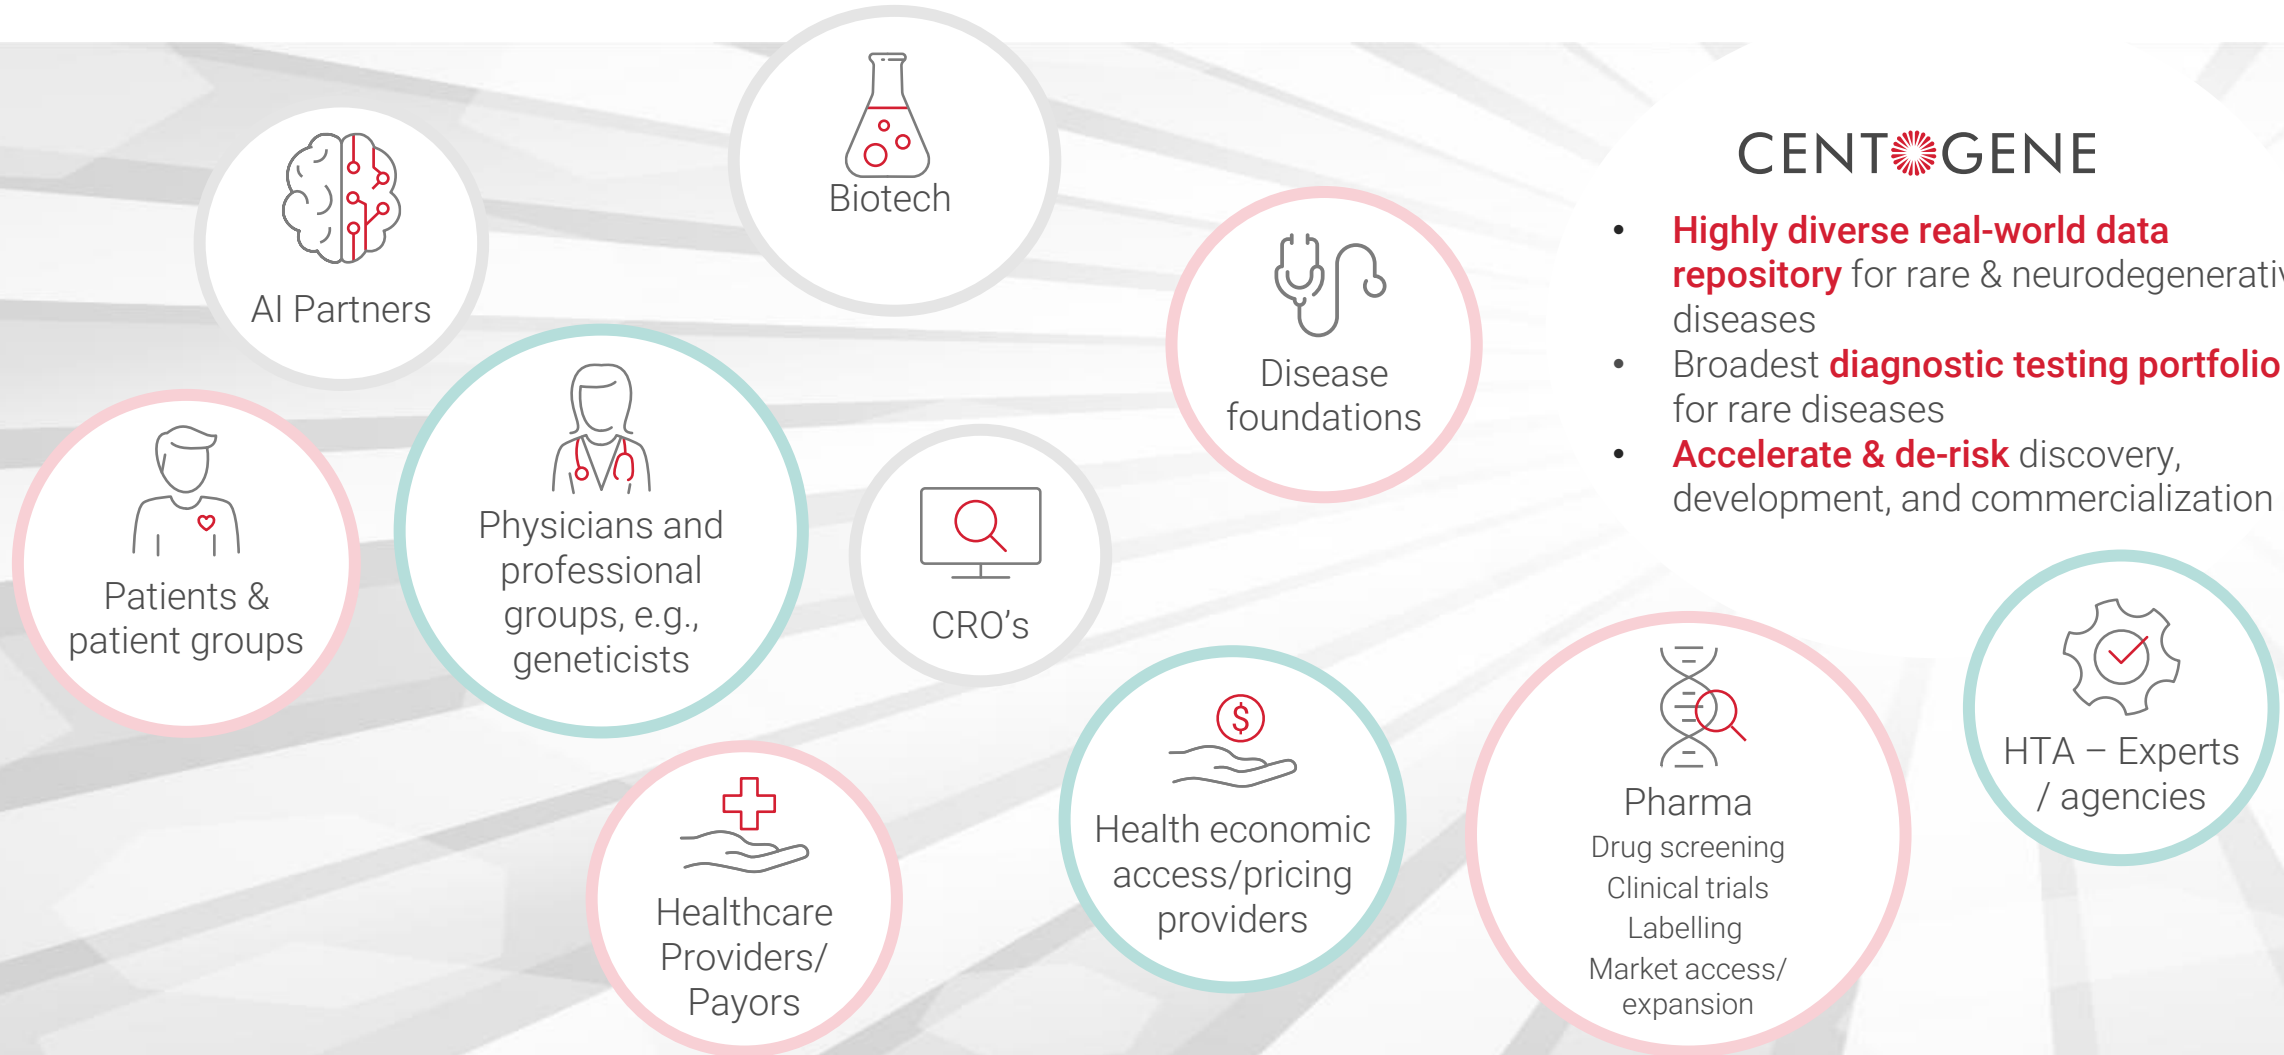 Biotech
AI Partners
CENTOGENE
• Highly diverse real-world data
repository for rare & neurodegenerativ
diseases
• Broadest diagnostic testing portfolio
for rare diseases
• Accelerate & de-risk discovery,
development, and commercialization
Disease
foundations
Patients &
patient groups
Physicians and
professional
groups, e.g.,
geneticists
CRO’s
Healthcare
Providers/
Payors
$
Health economic
access/pricing
providers
Pharma
Drug screening
Clinical trials
Labelling
Market access/
expansion
HTA – Experts
/ agencies